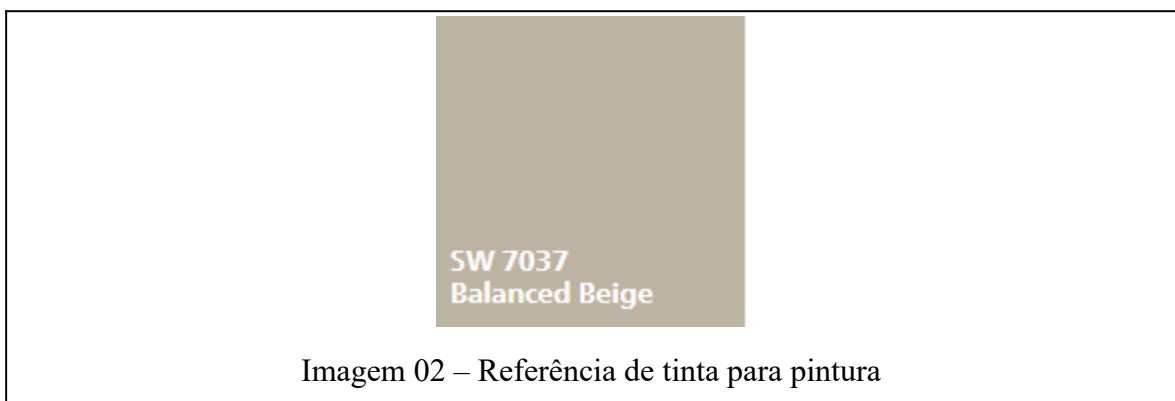 SW 7037
Balanced Beige
Imagem 02 – Referência de tinta para pintura